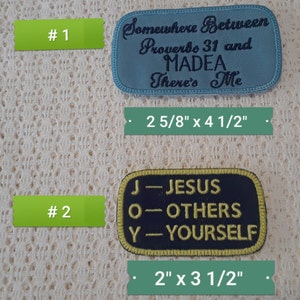 # 1
Somewhere Between
Proverbs 31 and
MADEA
There's Me
2 5/8" x 4 1/2"
# 2
J — JESUS
O — OTHERS
Y — YOURSELF
2" x 3 1/2"